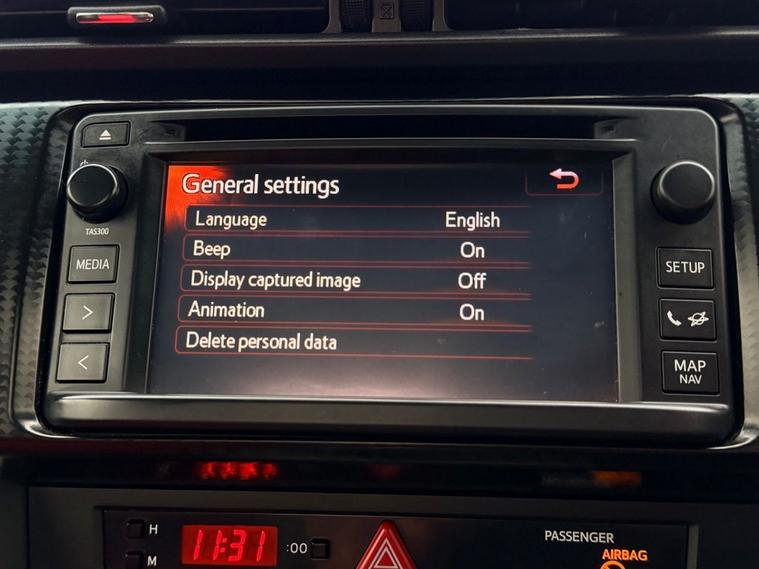 General settings
Language English
Beep On
Display captured image Off
Animation On
Delete personal data
TAS300
MEDIA
>
<
SETUP
MAP
NAV
H
M
11:31
:00
PASSENGER
AIRBAG